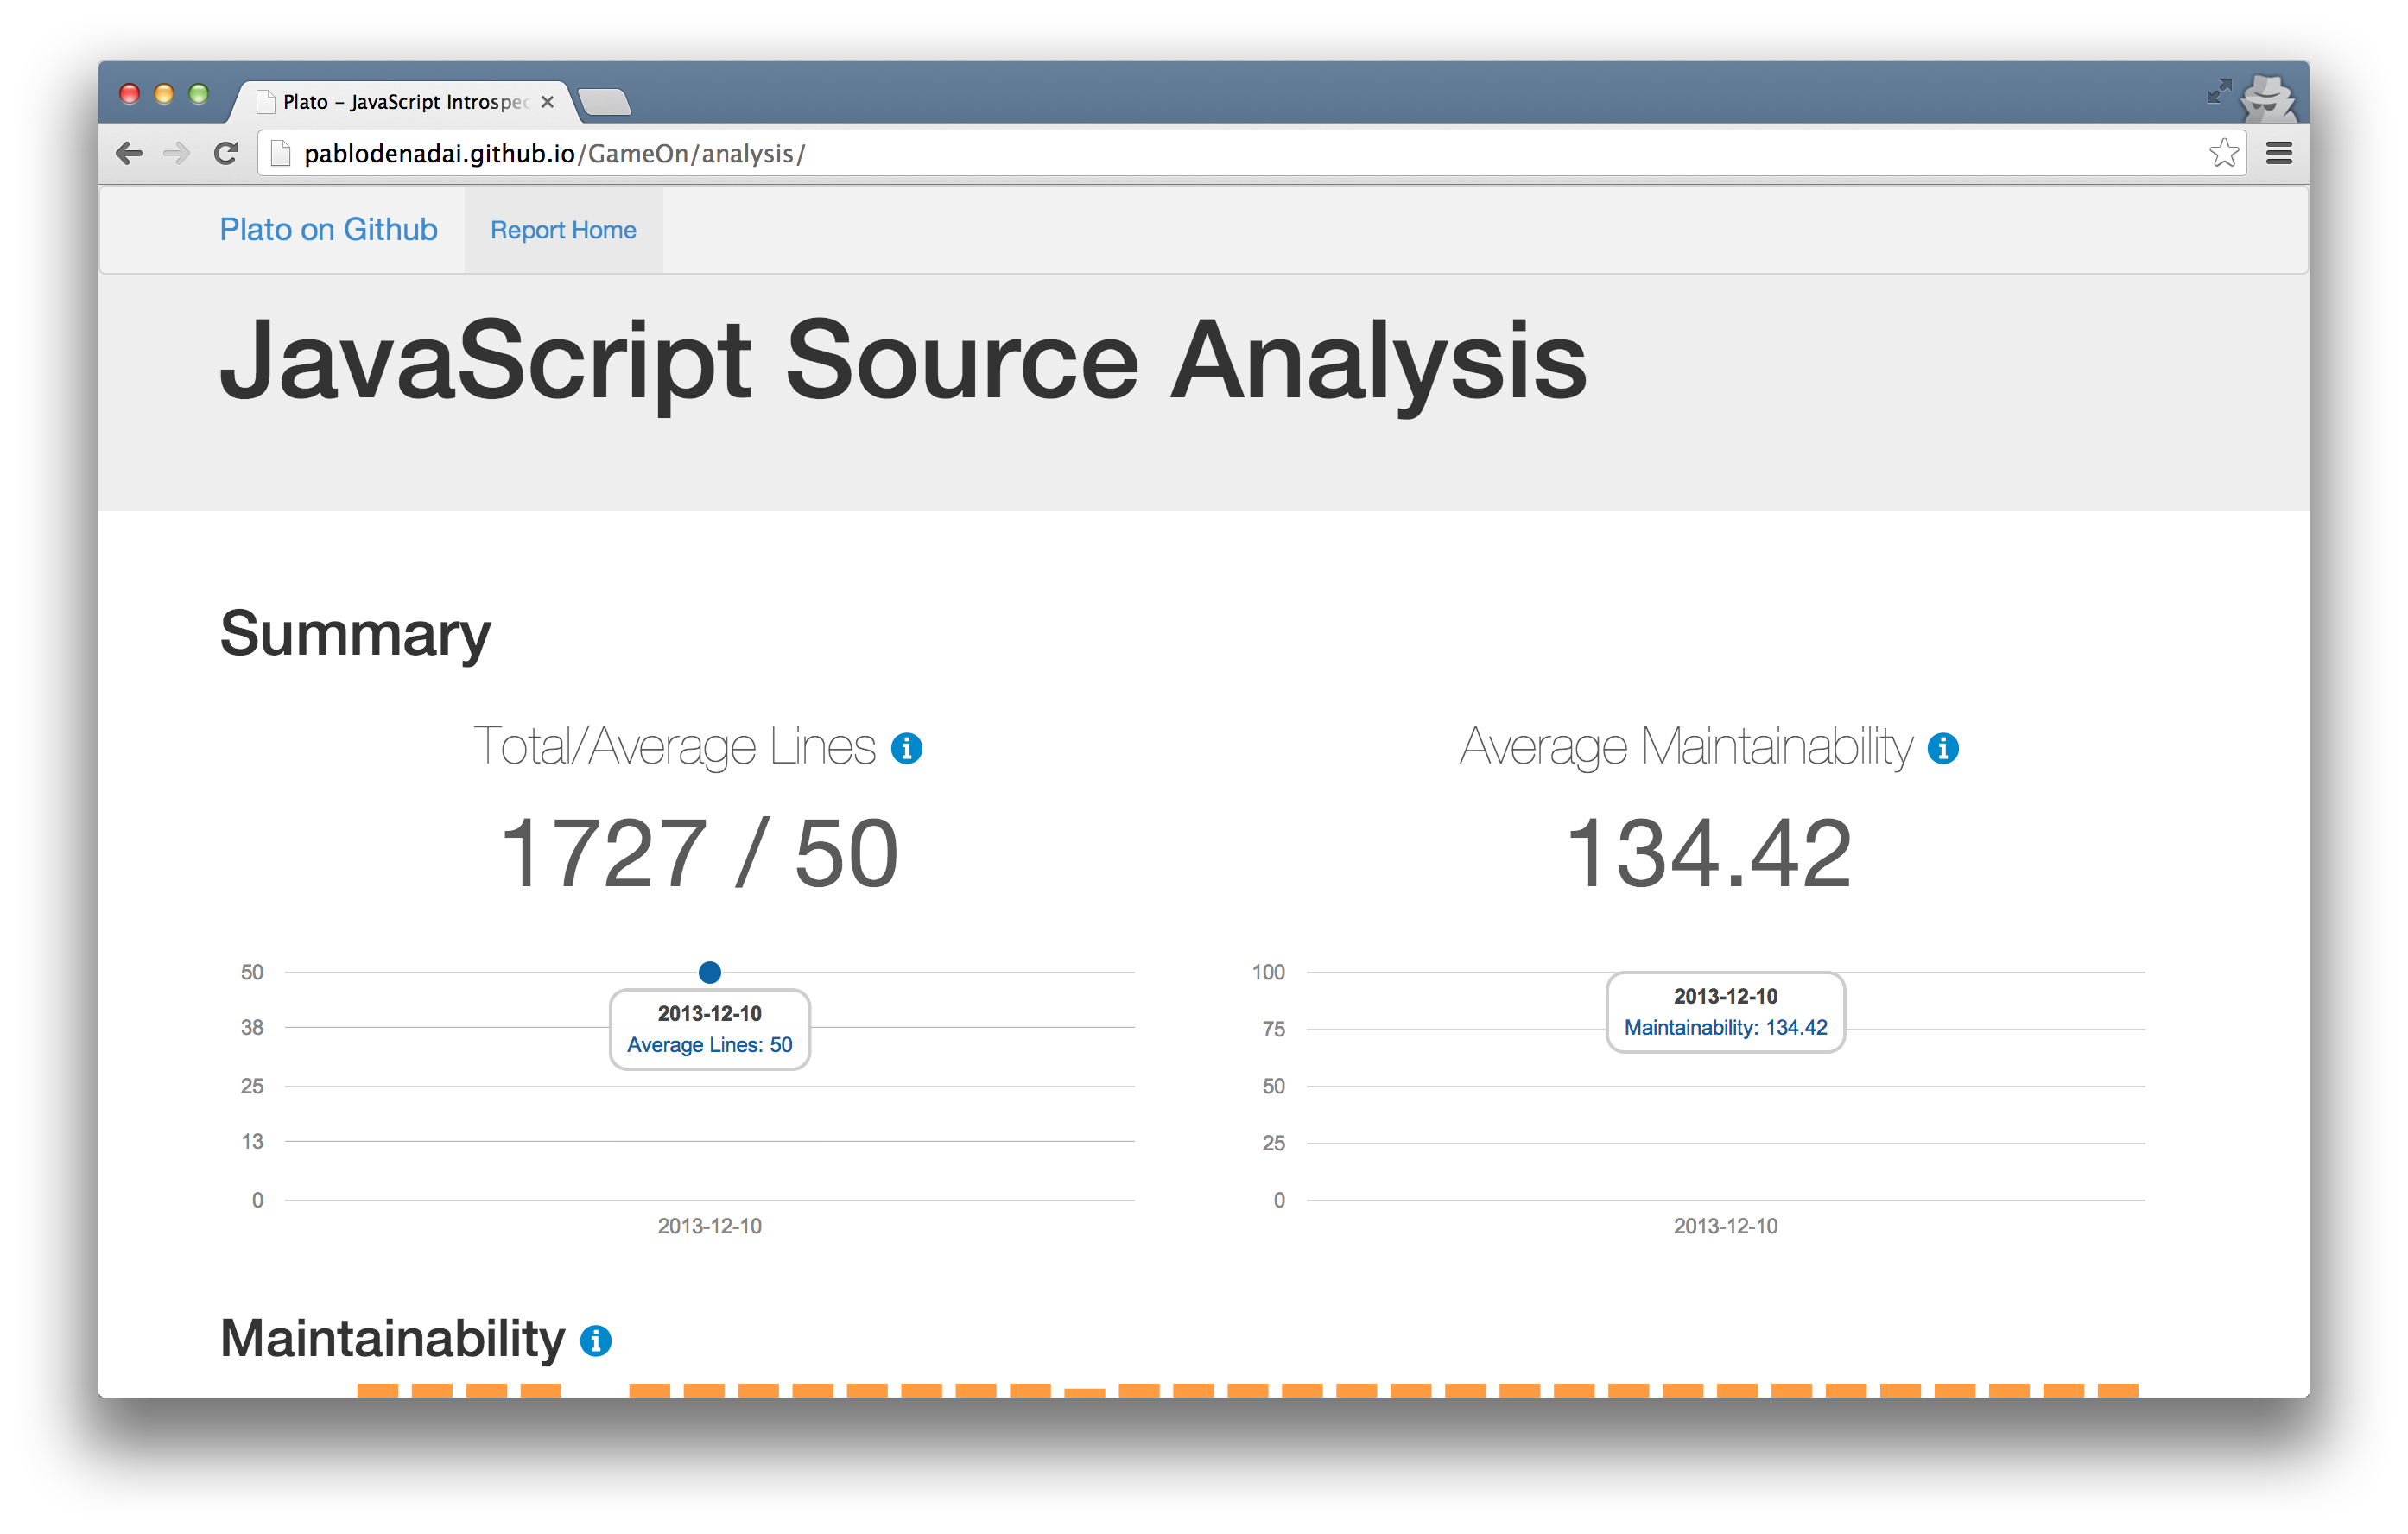 Plato – JavaScript Introspec
pablodenadai.github.io/GameOn/analysis/
Plato on Github
Report Home
JavaScript Source Analysis
Summary
Total/Average Lines
1727 / 50
50
38
25
13
0
2013-12-10
Average Lines: 50
2013-12-10
Average Maintainability
134.42
100
75
50
25
0
2013-12-10
Maintainability: 134.42
2013-12-10
Maintainability